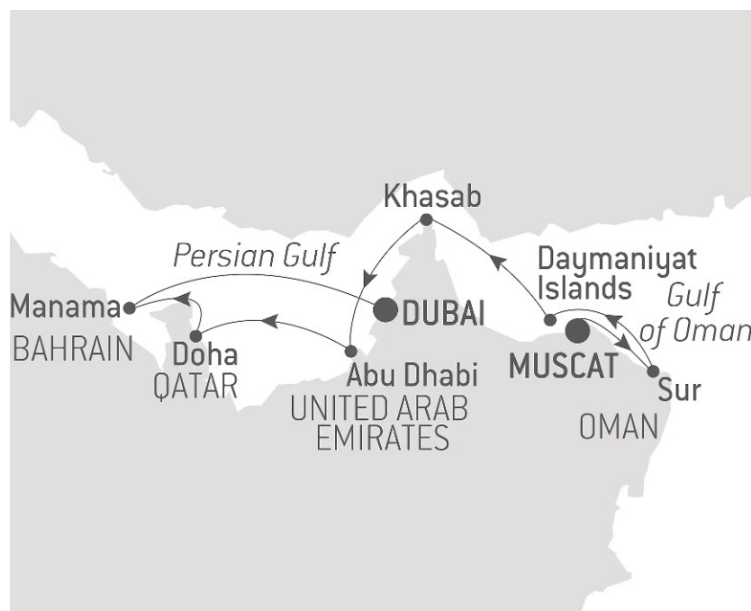 Khasab
Persian Gulf
Daymaniyat
Islands
Gulf
of Oman
Manama
BAHRAIN
DUBAI
Doha
QATAR
MUSCAT
Abu Dhabi
UNITED ARAB
EMIRATES
Sur
OMAN